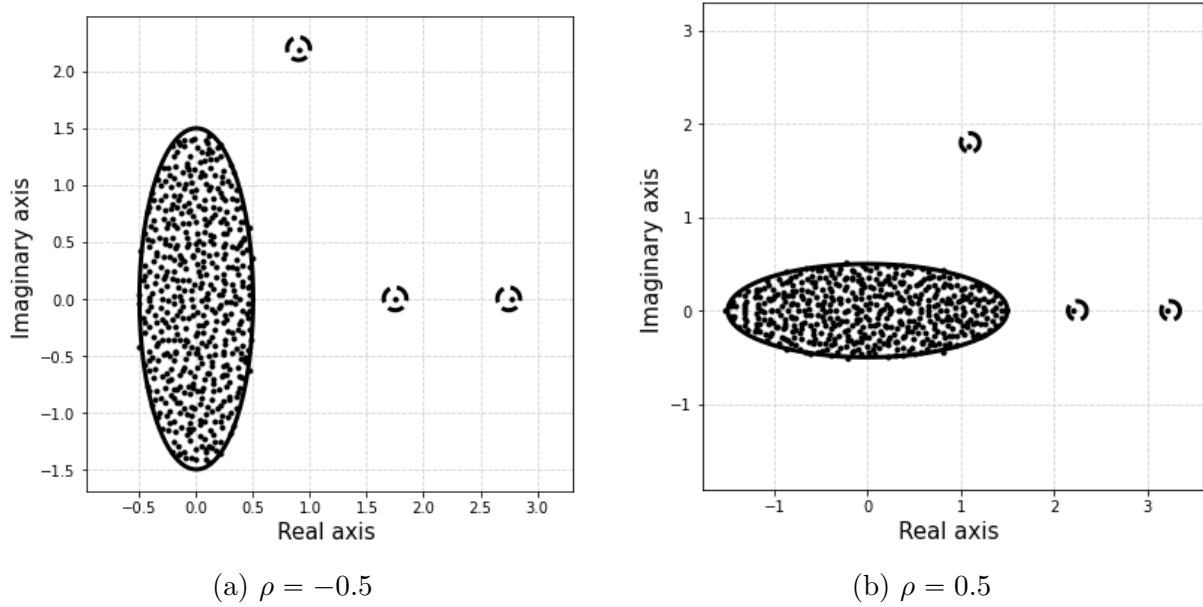 2.0
1.5
1.0
0.5
0.0
−0.5
−1.0
−1.5
Imaginary axis
−0.5 0.0 0.5 1.0 1.5 2.0 2.5 3.0
Real axis
(a) ρ = −0.5
3
2
1
0
−1
Imaginary axis
−1 0 1 2 3
Real axis
(b) ρ = 0.5